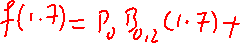 f(1.7) = P₀ B₀,₂(1.7) +